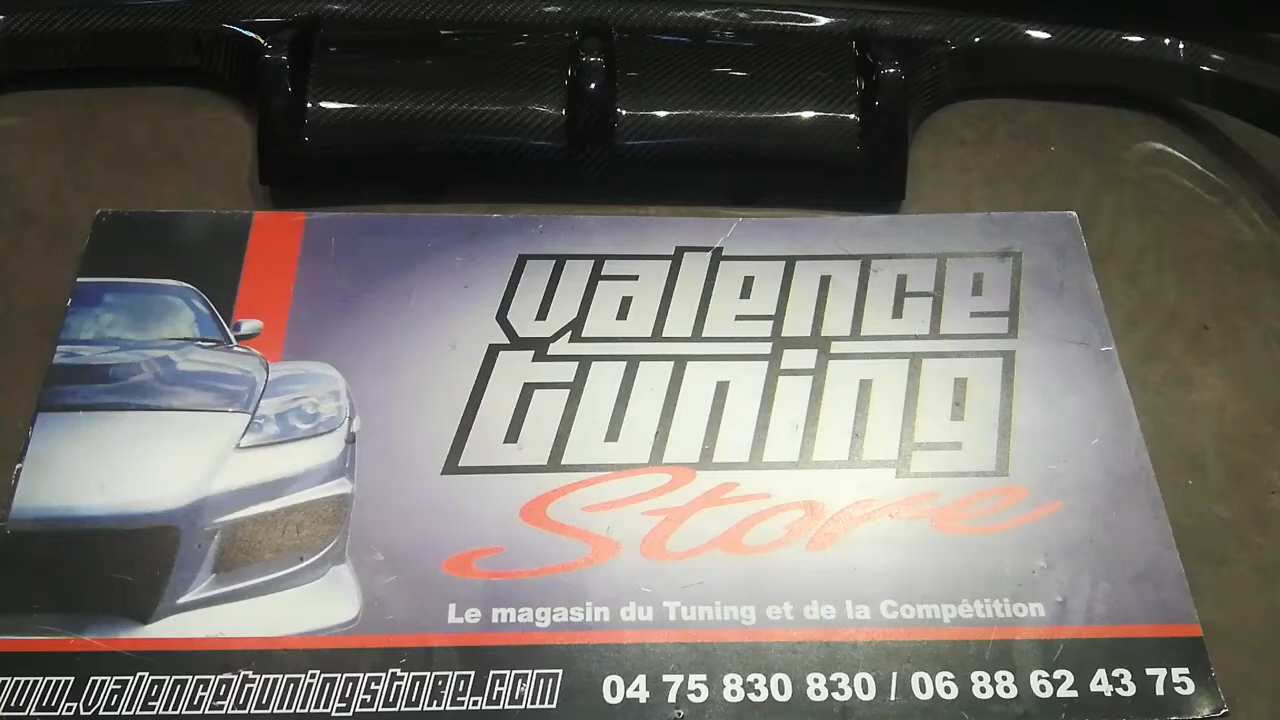 valence
tuning
Store
Le magasin du Tuning et de la Compétition
www.valencetuningstore.com 04 75 830 830 / 06 88 62 43 75